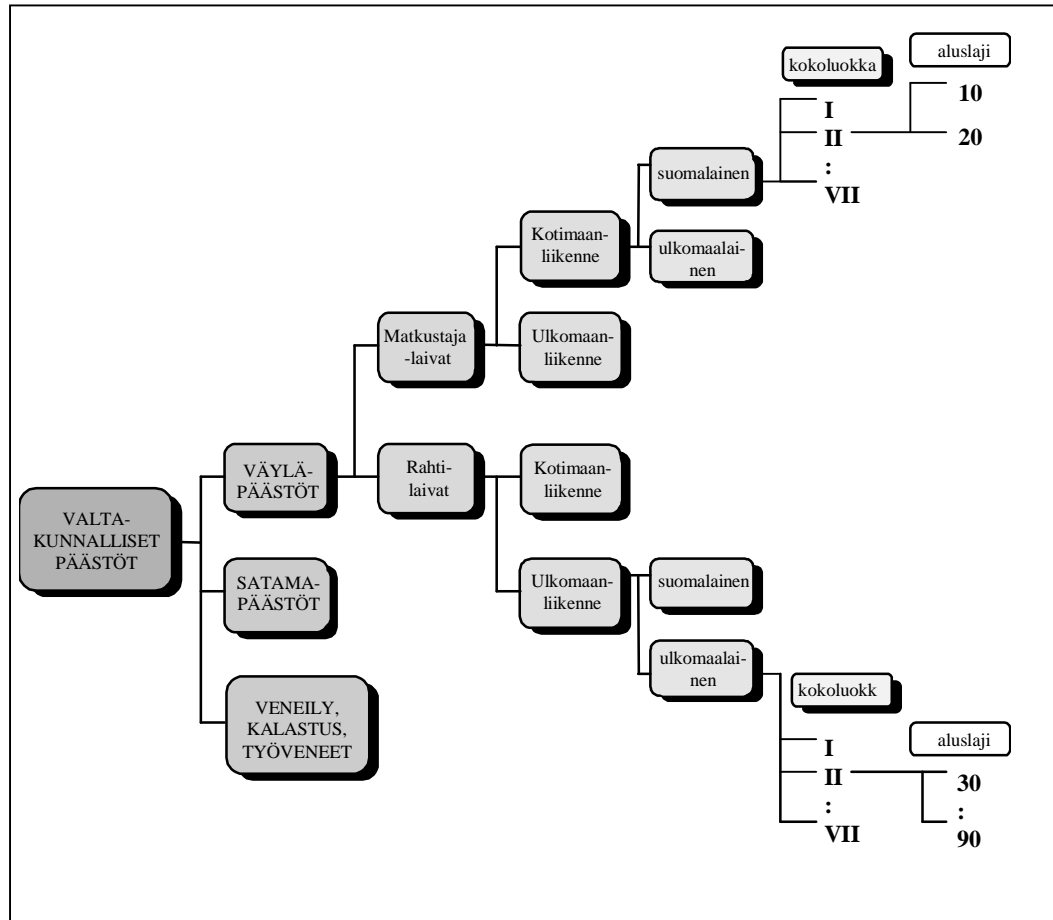 VALTA-
KUNNALLISET
PÄÄSTÖT
VÄYLÄ-
PÄÄSTÖT
SATAMA-
PÄÄSTÖT
VENEILY,
KALASTUS,
TYÖVENEET
Matkustaja
-laivat
Rahti-
laivat
Kotimaan-
liikenne
Ulkomaan-
liikenne
Kotimaan-
liikenne
Ulkomaan-
liikenne
suomalainen
ulkomaalai-
nen
suomalainen
ulkomaalai-
nen
kokoluokka
I
II
:
VII
aluslaji
10
20
kokoluokk
I
II
:
VII
aluslaji
30
:
90